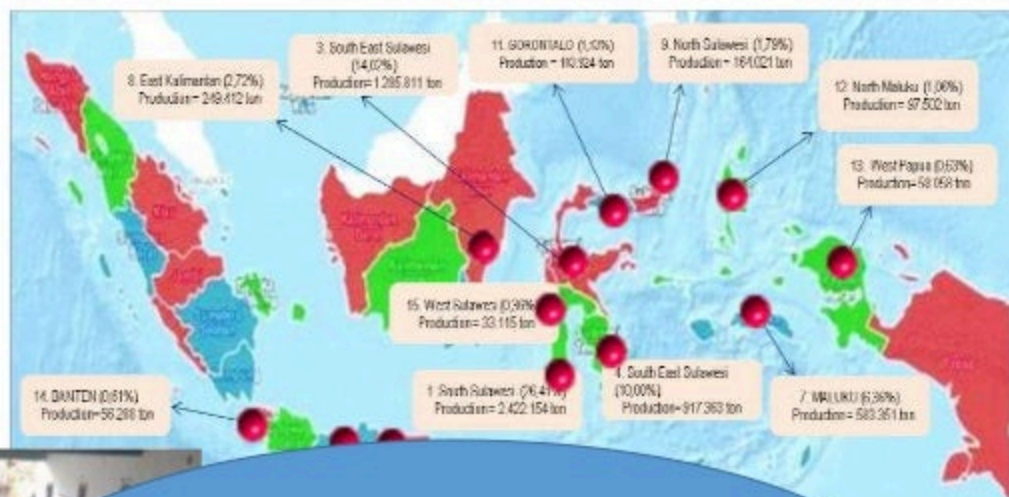 3. South East Sulawesi
(14,02%)
Production= 1.285.811 ton
11. GORONTALO (1,13%)
Production = 110.924 ton
9. North Sulawesi (1,79%)
Production = 164.021 ton
8. East Kalimantan (2,72%)
Production = 249.412 ton
12. North Maluku (1,06%)
Production = 97.502 ton
13. West Papua (0,63%)
Production= 58.058 ton
15. West Sulawesi (0,36%)
Production= 33.115 ton
1. South Sulawesi (26,41%)
Production= 2.422.154 ton
4. South East Sulawesi
(10,00%)
Production= 917.363 ton
7. MALUKU (6,36%)
Production = 583.351 ton
14. BANTEN (0,61%)
Production=56.288 ton